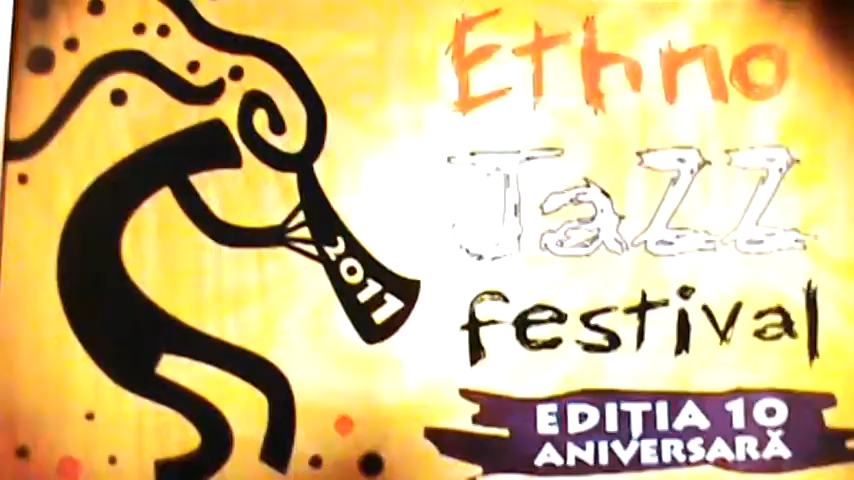 Ethno
Jazz
festival
2011
EDIȚIA 10
ANIVERSARĂ